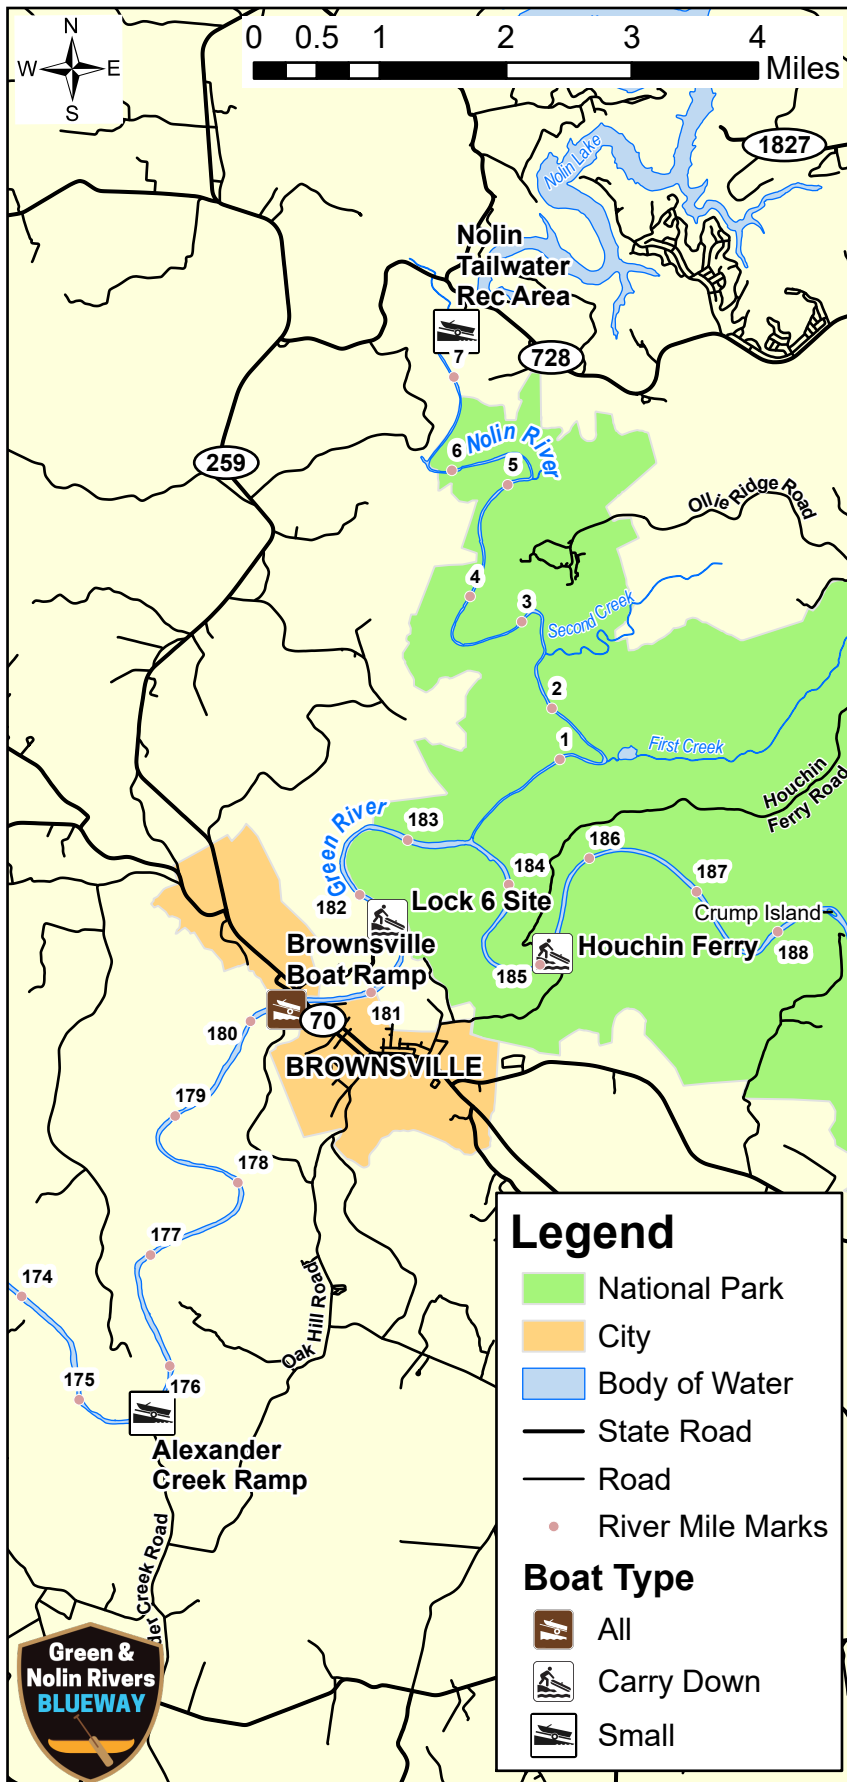 N
W E
S
0 0.5 1 2 3 4
Miles
1827
Nolin Lake
Nolin
Tailwater
Rec Area
7
728
259
6
Nolin River
5
Ollie Ridge Road
4
3
Second Creek
2
1
First Creek
Houchin
Ferry Road
Green River
183
186
184
187
182
Lock 6 Site
Crump Island
Brownsville
Boat Ramp
Houchin Ferry
188
185
181
180
70
BROWNSVILLE
179
178
177
174
Oak Hill Road
175
176
Alexander
Creek Ramp
der Creek Road
Legend
National Park
City
Body of Water
State Road
Road
River Mile Marks
Boat Type
All
Carry Down
Small
Green &
Nolin Rivers
BLUEWAY